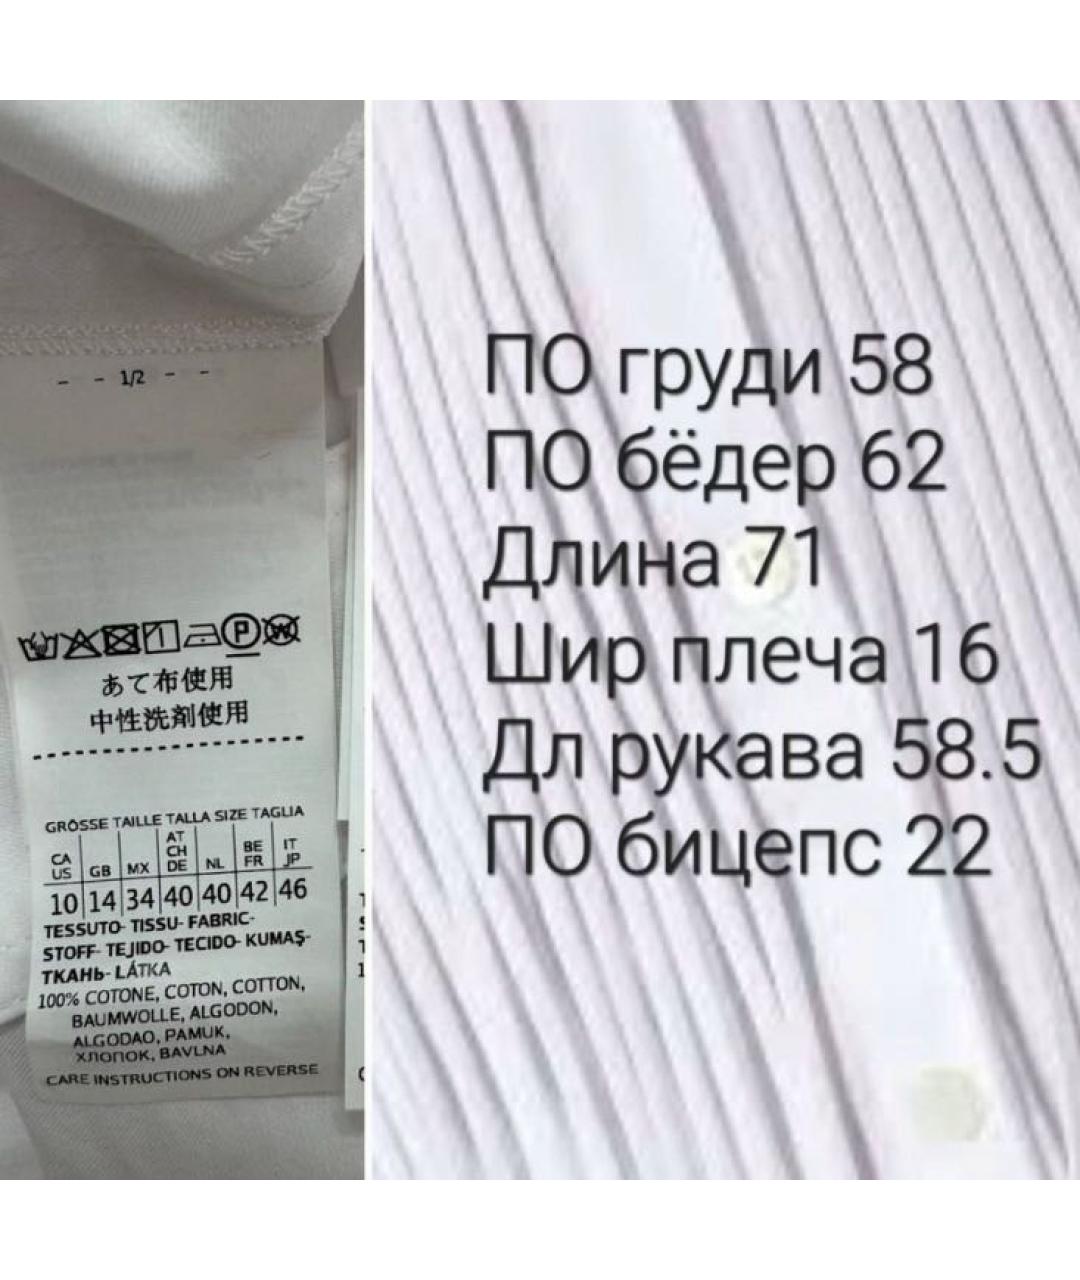 - - 1/2 - -
あて布使用
中性洗剤使用
GRÖSSE TAILLE TALLA SIZE TAGLIA
CA US GB MX AT CH DE NL BE FR IT JP
10 14 34 40 40 42 46
TESSUTO- TISSU- FABRIC-
STOFF- TEJIDO- TECIDO- KUMAŞ-
ТКАНЬ- LÁTKA
100% COTONE, COTON, COTTON,
BAUMWOLLE, ALGODON,
ALGODAO, PAMUK,
ХЛОПОК, BAVLNA
CARE INSTRUCTIONS ON REVERSE
ПО груди 58
ПО бёдер 62
Длина 71
Шир плеча 16
Дл рукава 58.5
ПО бицепс 22